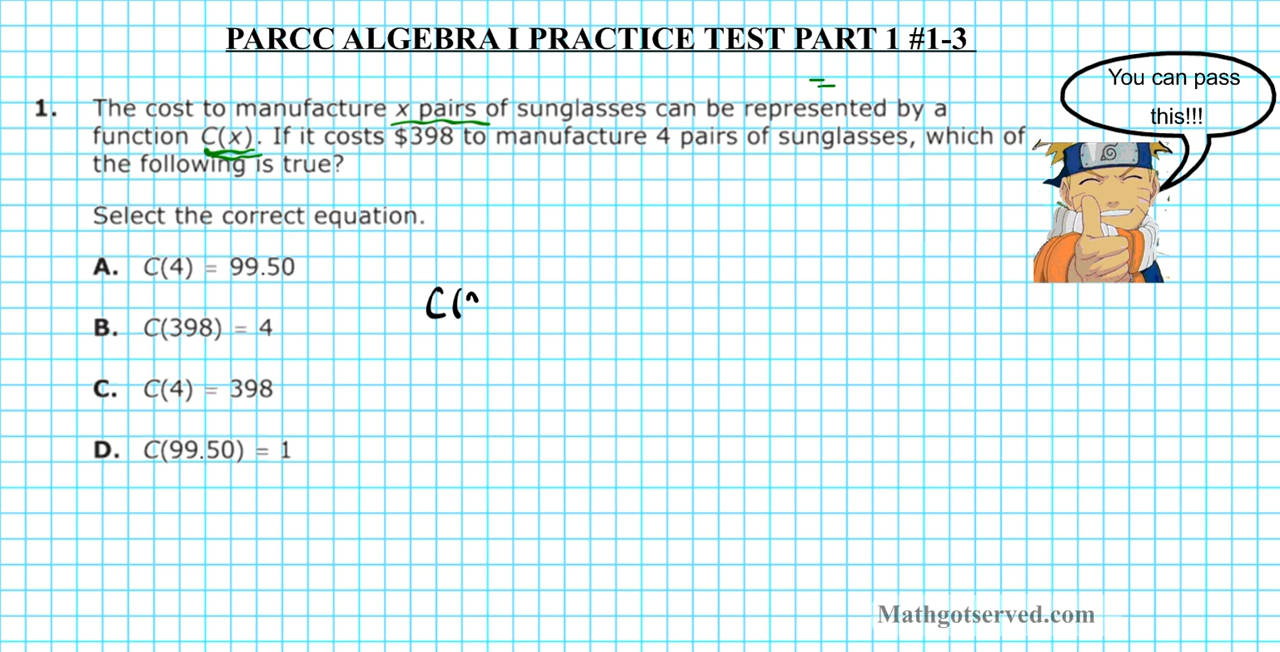 PARCC ALGEBRA I PRACTICE TEST PART 1 #1-3
You can pass
this!!!
1. The cost to manufacture x pairs of sunglasses can be represented by a
function C(x). If it costs $398 to manufacture 4 pairs of sunglasses, which of
the following is true?
Select the correct equation.
A. C(4) = 99.50
C(
B. C(398) = 4
C. C(4) = 398
D. C(99.50) = 1
Mathgotserved.com